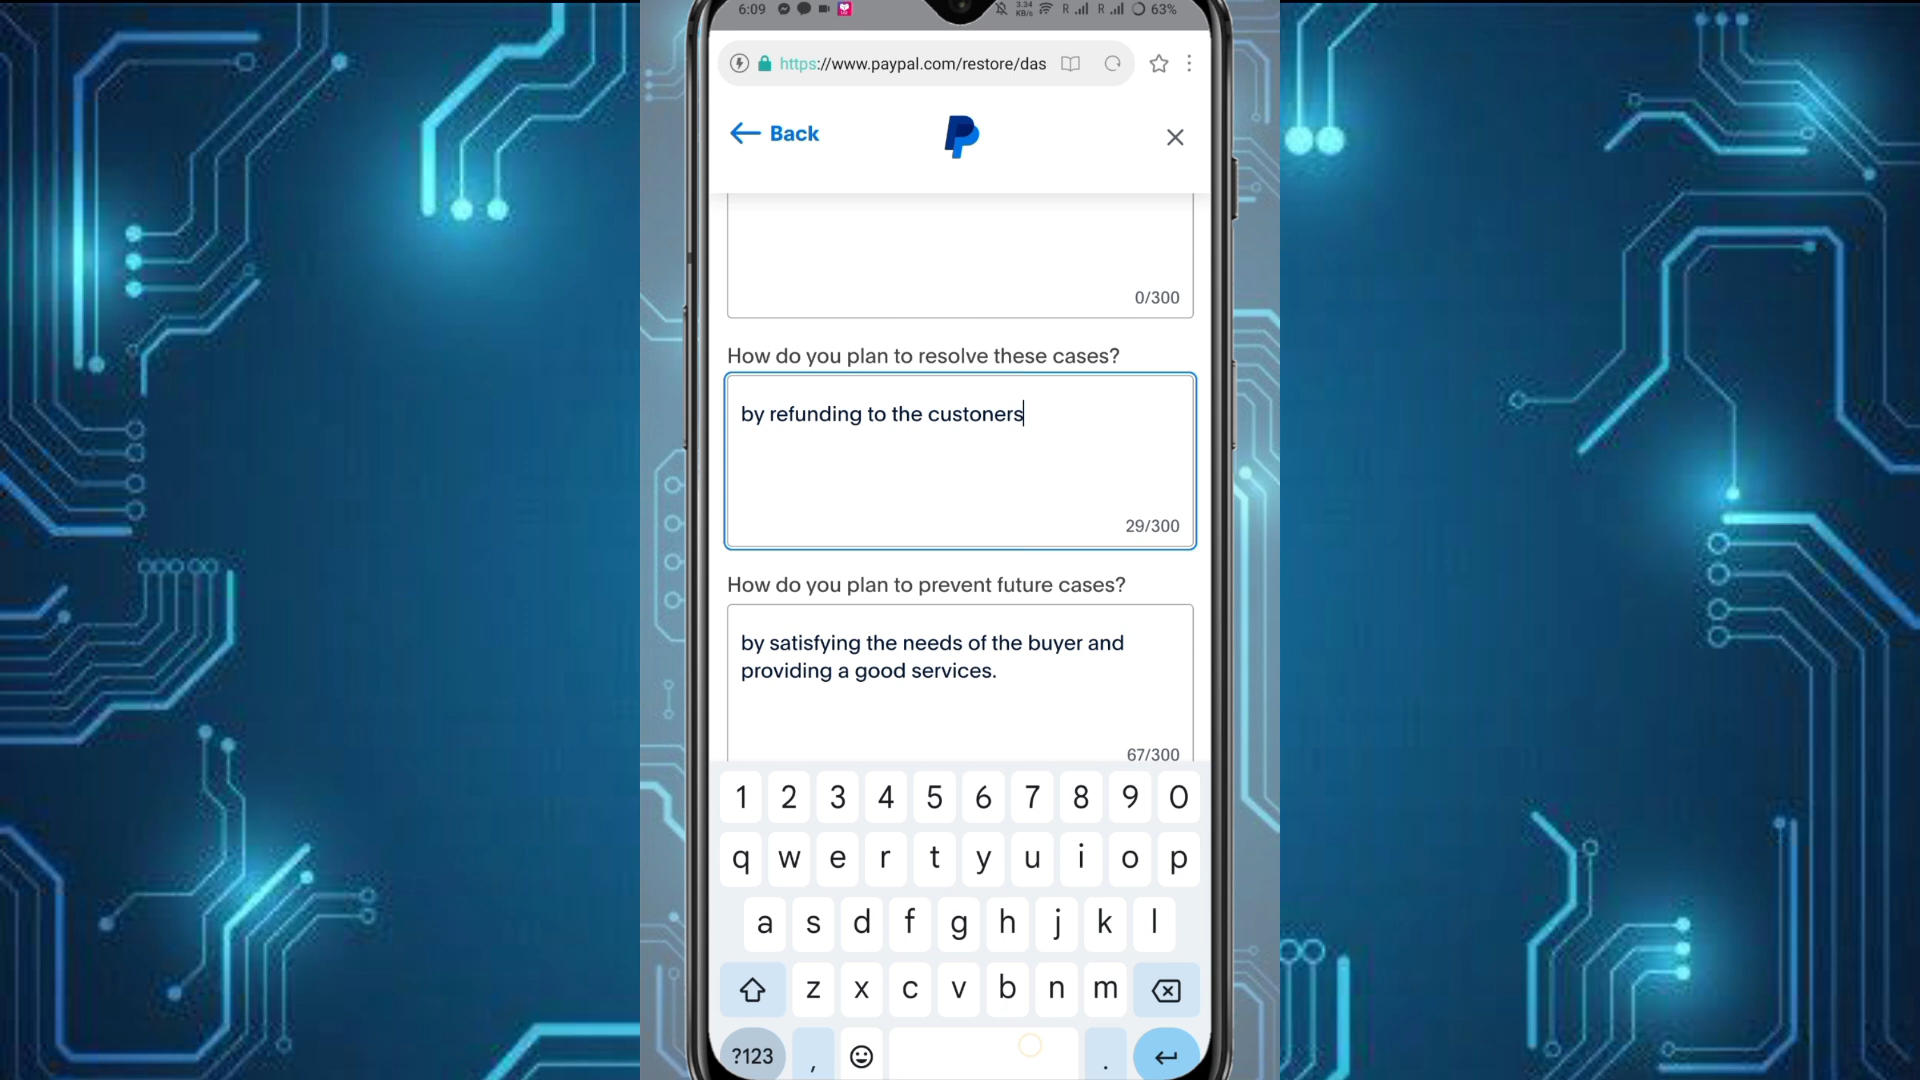 6:09
3.34
KB/s
R
R
63%
https://www.paypal.com/restore/das
Back
0/300
How do you plan to resolve these cases?
by refunding to the custoners
29/300
How do you plan to prevent future cases?
by satisfying the needs of the buyer and
providing a good services.
67/300
1 2 3 4 5 6 7 8 9 0
q w e r t y u i o p
a s d f g h j k l
z x c v b n m
?123 , .